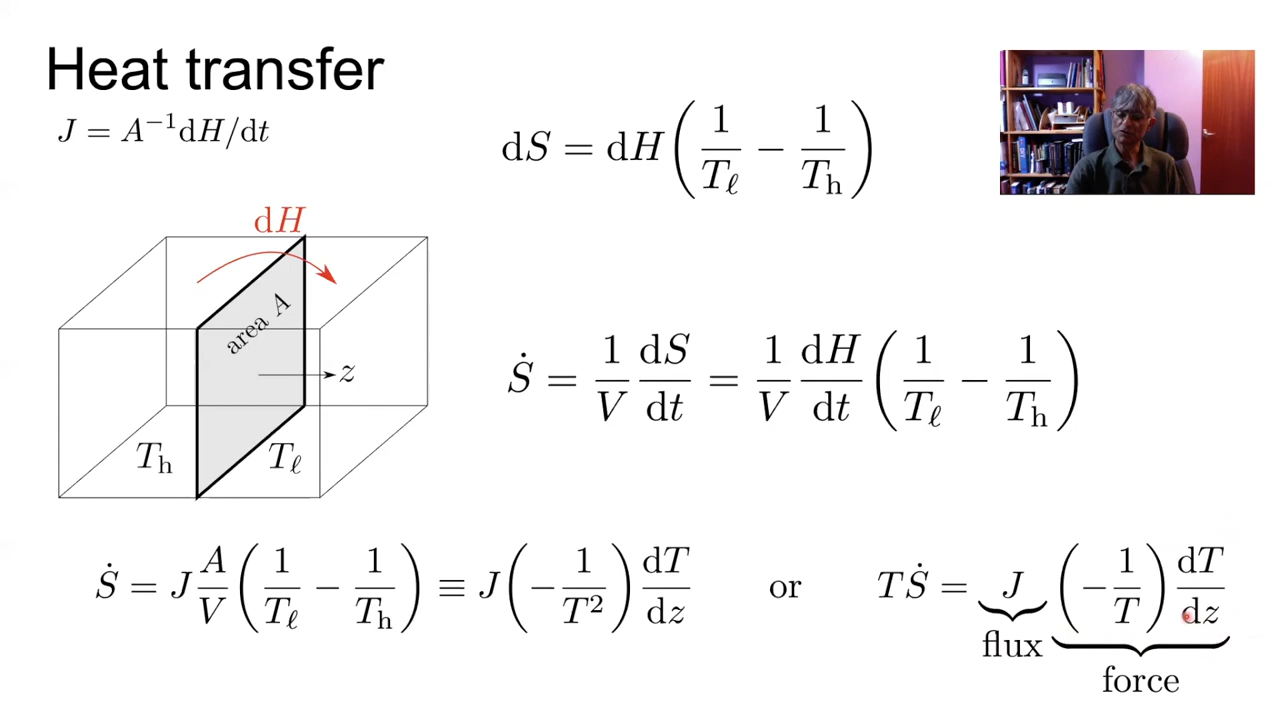 Heat transfer
J = A⁻¹dH/dt
dS = dH(1/T_ℓ − 1/T_h)
dH
area A
z
T_h T_ℓ
Ṡ = 1/V dS/dt = 1/V dH/dt (1/T_ℓ − 1/T_h)
Ṡ = J A/V (1/T_ℓ − 1/T_h) ≡ J(−1/T²) dT/dz or TṠ = J (−1/T) dT/dz
flux
force